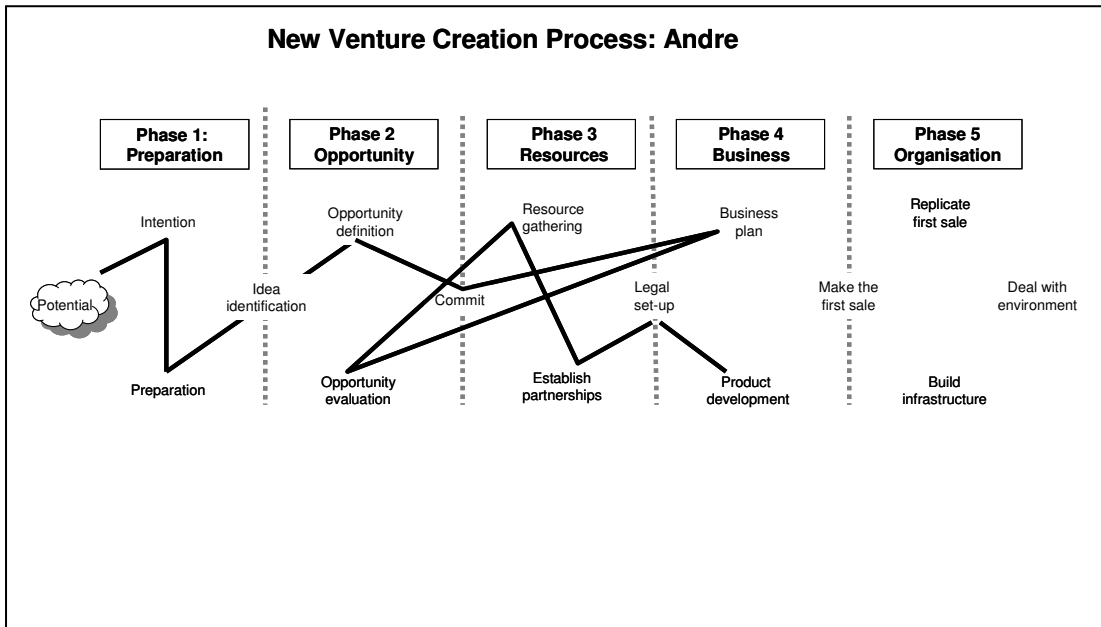 New Venture Creation Process: Andre
Phase 1:
Preparation
Phase 2
Opportunity
Phase 3
Resources
Phase 4
Business
Phase 5
Organisation
Intention
Opportunity
definition
Resource
gathering
Business
plan
Replicate
first sale
Potential
Idea
identification
Commit
Legal
set-up
Make the
first sale
Deal with
environment
Preparation
Opportunity
evaluation
Establish
partnerships
Product
development
Build
infrastructure